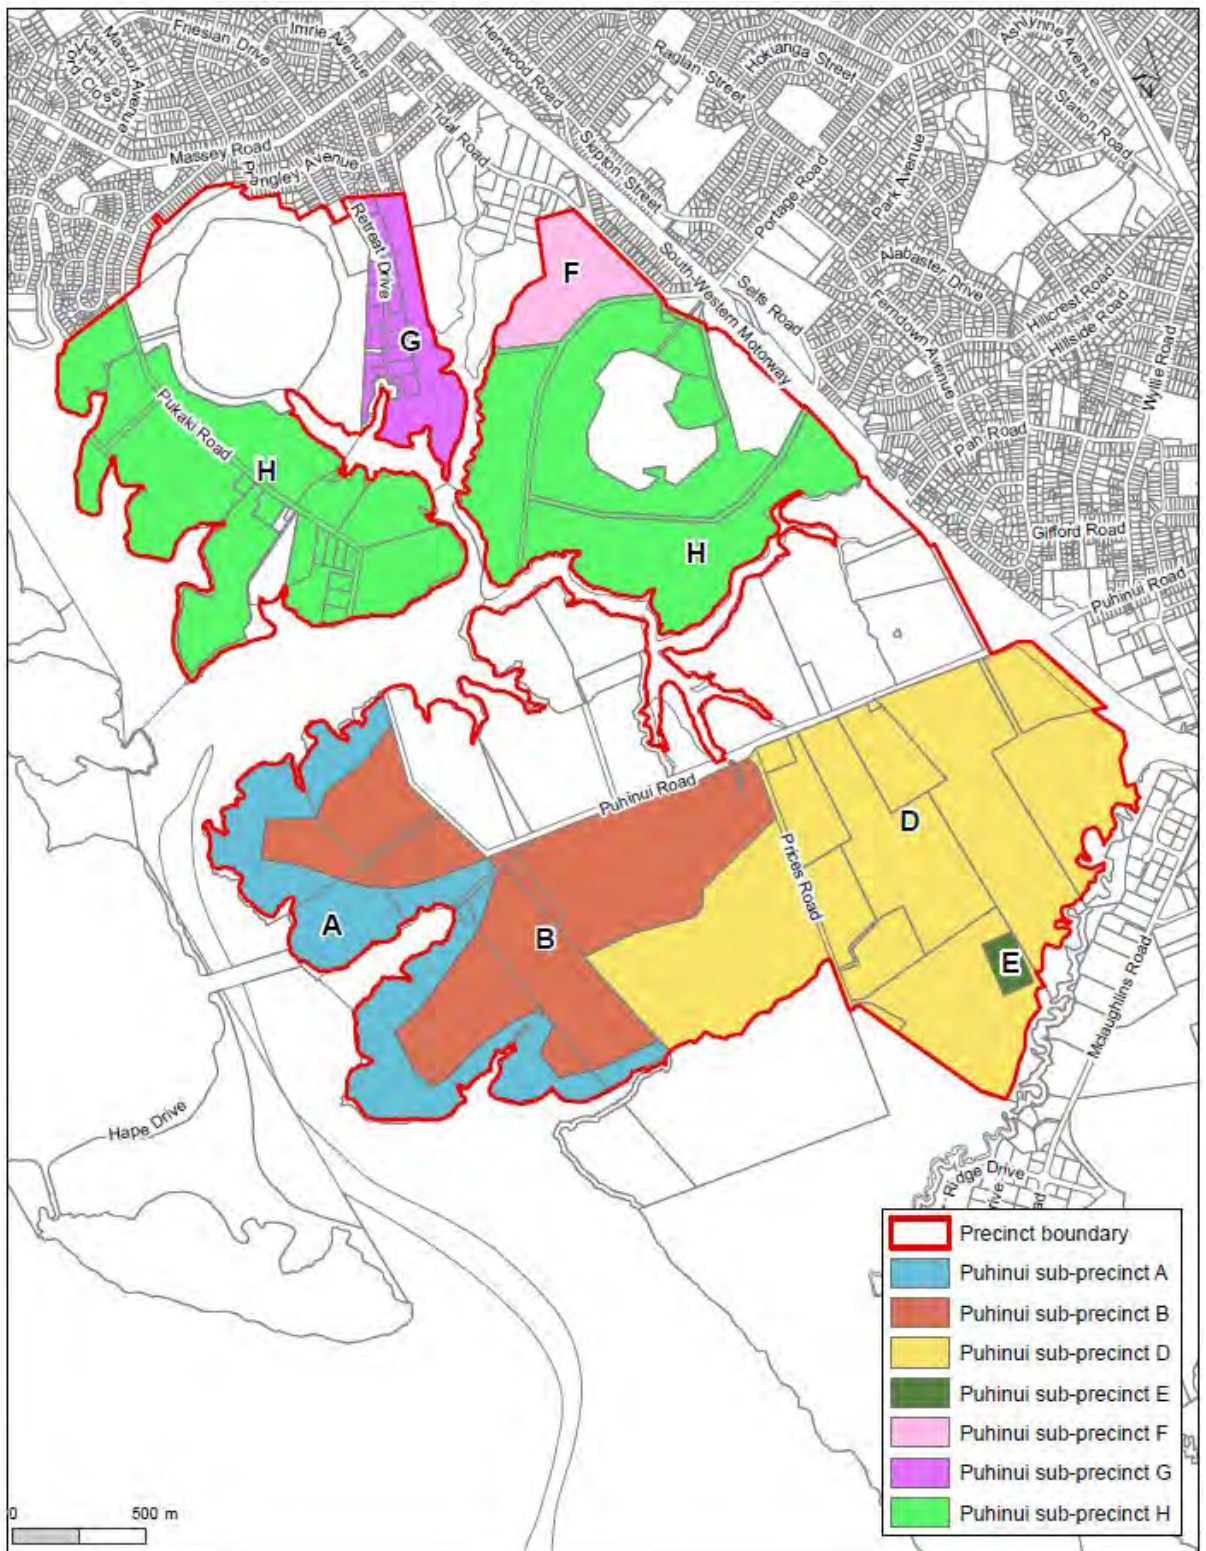 Friesian Drive
Imrie Avenue
Henwood Road
Raglan Street
Hokianga Street
Ashlynne Avenue
Station Road
Mascot Avenue
Tidal Road
Massey Road
Skipton Street
Portage Road
Park Avenue
Retreat Drive
F
South-Western Motorway
Selfs Road
Alabaster Drive
Ferndown Avenue
Hillcrest Road
Hillside Road
Wyllie Road
G
Pukaki Road
H
Pah Road
Gifford Road
H
Puhinui Road
Puhinui Road
D
Prices Road
A
B
E
Mclaughlins Road
Hape Drive
Ridge Drive
Precinct boundary
Puhinui sub-precinct A
Puhinui sub-precinct B
Puhinui sub-precinct D
Puhinui sub-precinct E
Puhinui sub-precinct F
Puhinui sub-precinct G
Puhinui sub-precinct H
0 500 m